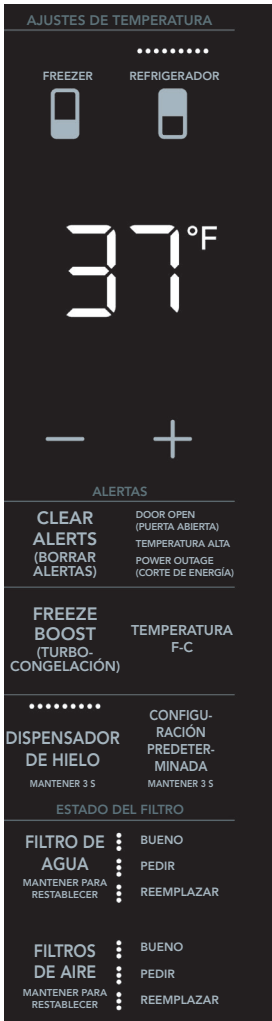 AJUSTES DE TEMPERATURA
FREEZER
REFRIGERADOR
37°F
− +
ALERTAS
CLEAR
ALERTS
(BORRAR
ALERTAS)
DOOR OPEN
(PUERTA ABIERTA)
TEMPERATURA ALTA
POWER OUTAGE
(CORTE DE ENERGÍA)
FREEZE
BOOST
(TURBO-
CONGELACIÓN)
TEMPERATURA
F-C
DISPENSADOR
DE HIELO
MANTENER 3 S
CONFIGU-
RACIÓN
PREDETER-
MINADA
MANTENER 3 S
ESTADO DEL FILTRO
FILTRO DE
AGUA
MANTENER PARA
RESTABLECER
BUENO
PEDIR
REEMPLAZAR
FILTROS
DE AIRE
MANTENER PARA
RESTABLECER
BUENO
PEDIR
REEMPLAZAR